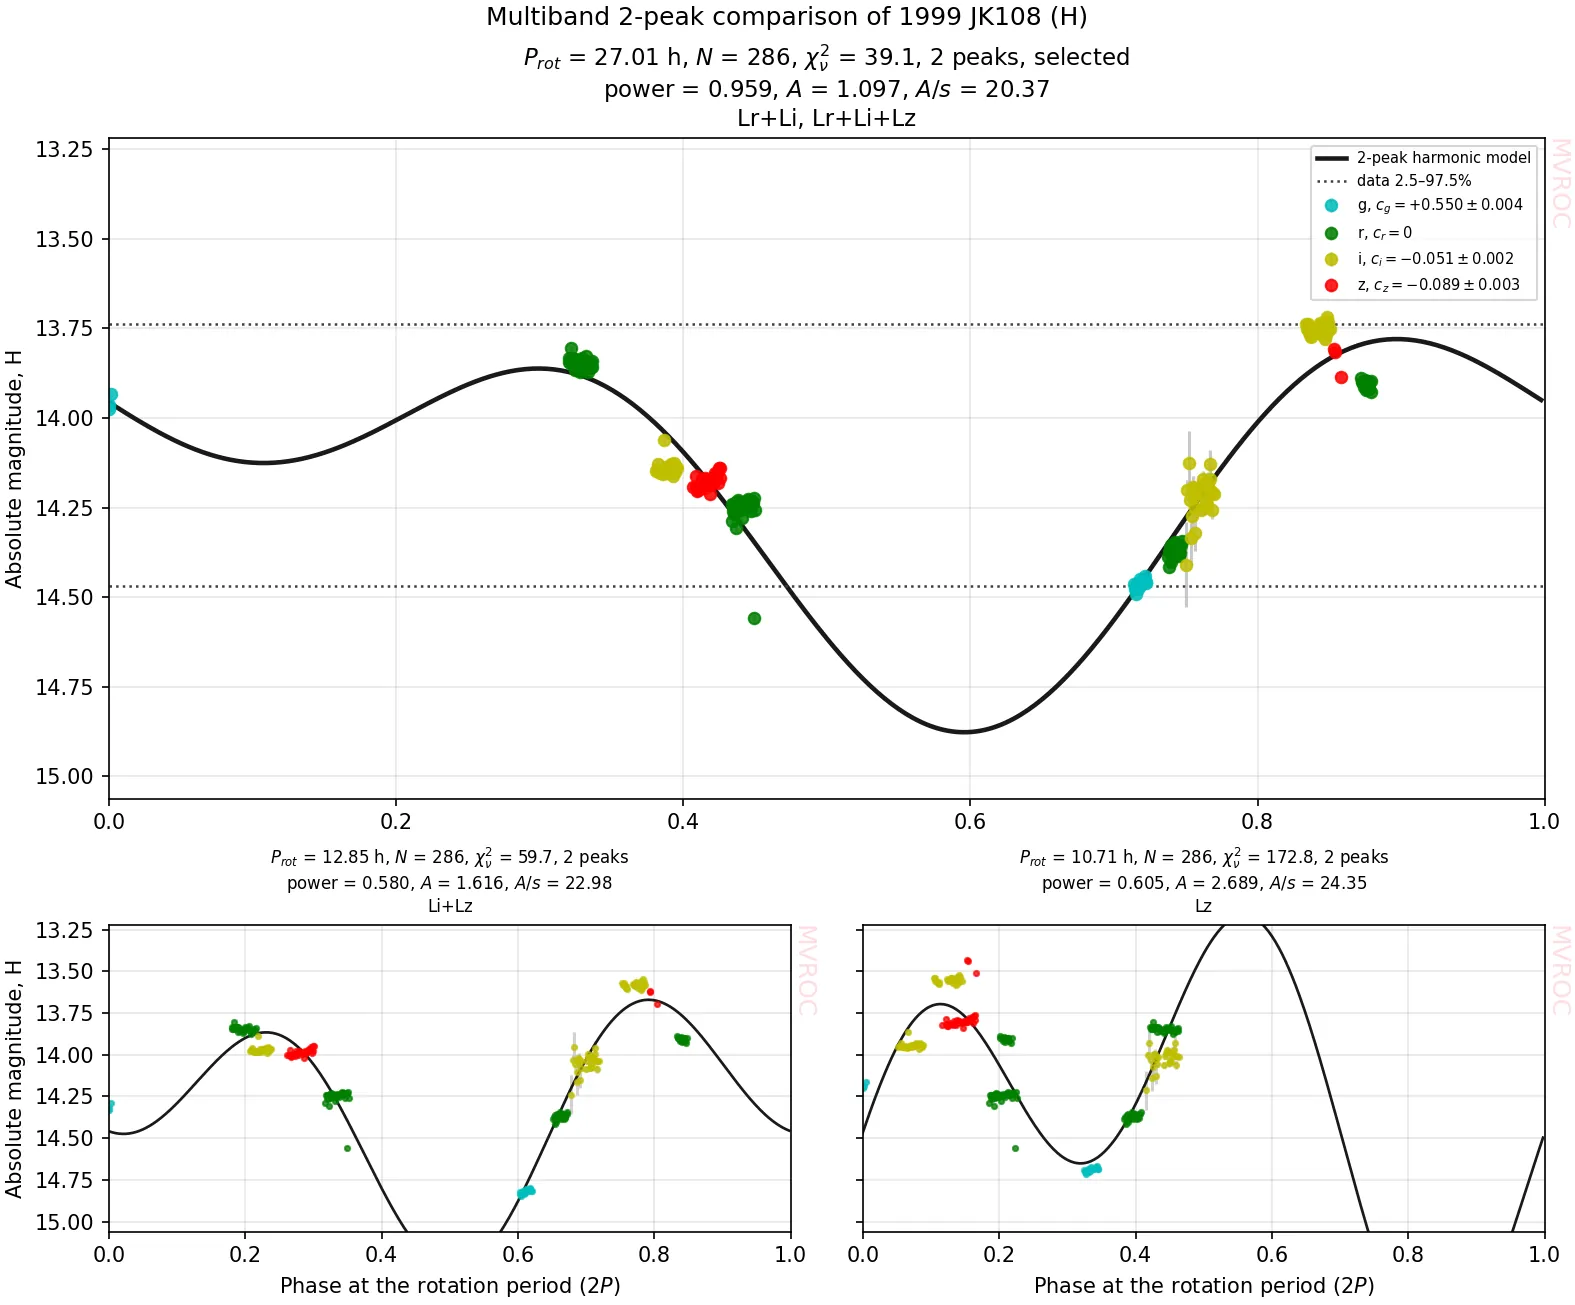 Multiband 2-peak comparison of 1999 JK108 (H)
P_rot = 27.01 h, N = 286, χ²_ν = 39.1, 2 peaks, selected
power = 0.959, A = 1.097, A/s = 20.37
Lr+Li, Lr+Li+Lz
Absolute magnitude, H
13.25
13.50
13.75
14.00
14.25
14.50
14.75
15.00
2-peak harmonic model
data 2.5–97.5%
g, c_g = +0.550 ± 0.004
r, c_r = 0
i, c_i = −0.051 ± 0.002
z, c_z = −0.089 ± 0.003
MVROC
0.0 0.2 0.4 0.6 0.8 1.0
P_rot = 12.85 h, N = 286, χ²_ν = 59.7, 2 peaks
power = 0.580, A = 1.616, A/s = 22.98
Li+Lz
Absolute magnitude, H
13.25
13.50
13.75
14.00
14.25
14.50
14.75
15.00
MVROC
0.0 0.2 0.4 0.6 0.8 1.0
Phase at the rotation period (2P)
P_rot = 10.71 h, N = 286, χ²_ν = 172.8, 2 peaks
power = 0.605, A = 2.689, A/s = 24.35
Lz
MVROC
0.0 0.2 0.4 0.6 0.8 1.0
Phase at the rotation period (2P)